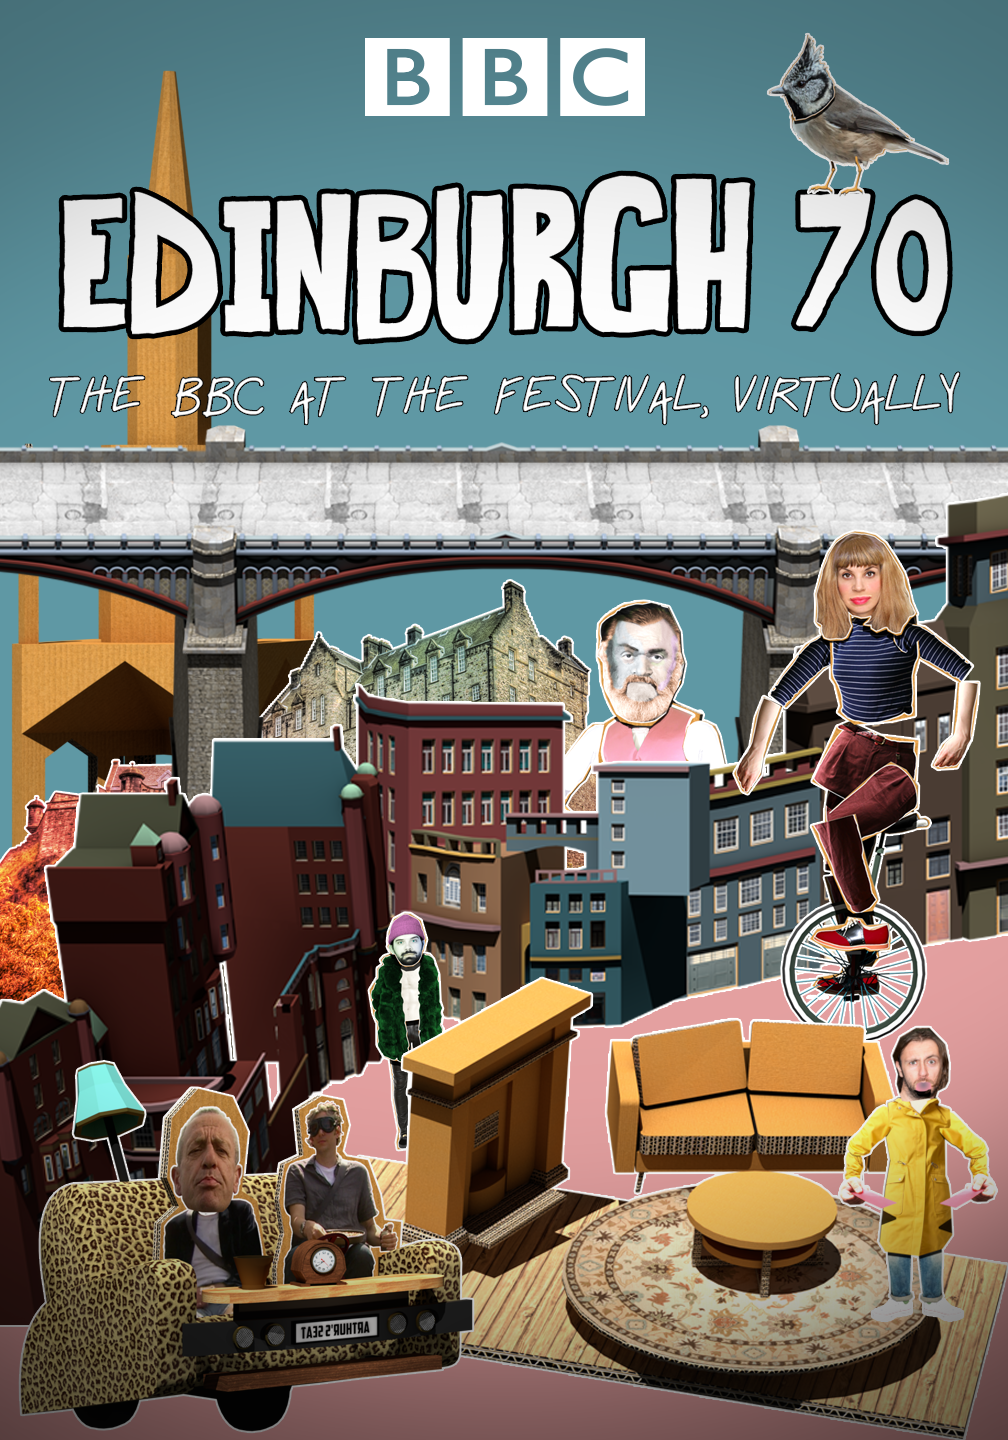 BBC
EDINBURGH 70
THE BBC AT THE FESTIVAL, VIRTUALLY
ARTHUR'S SEAT